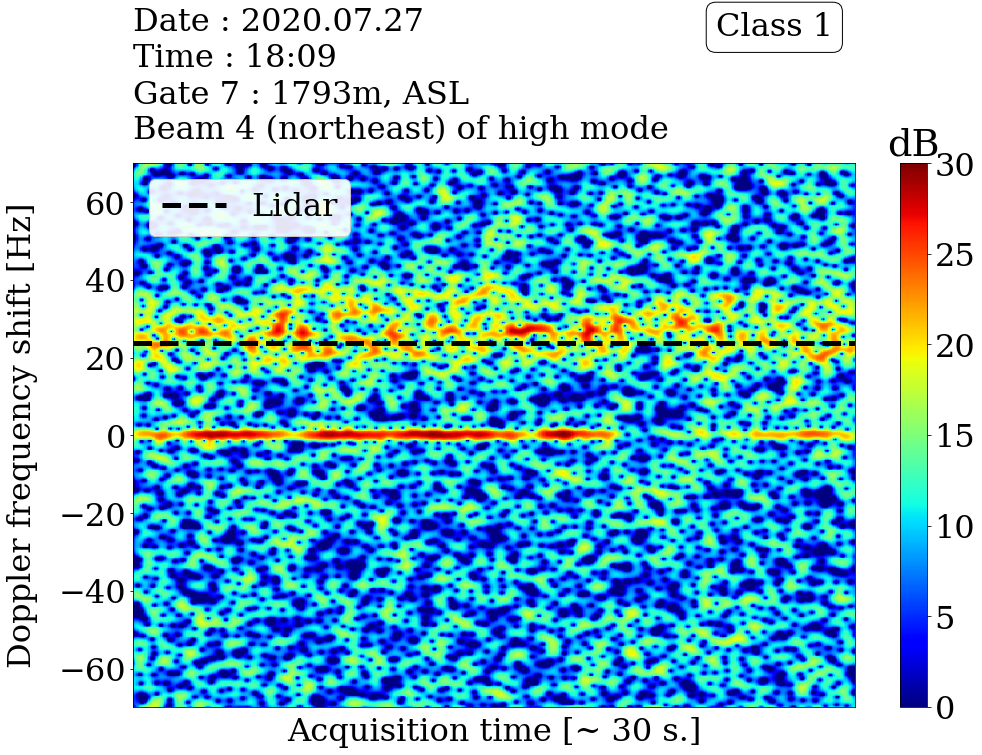 Date : 2020.07.27
Time : 18:09
Gate 7 : 1793m, ASL
Beam 4 (northeast) of high mode
Class 1
dB
Lidar
Doppler frequency shift [Hz]
60
40
20
0
−20
−40
−60
30
25
20
15
10
5
0
Acquisition time [~ 30 s.]